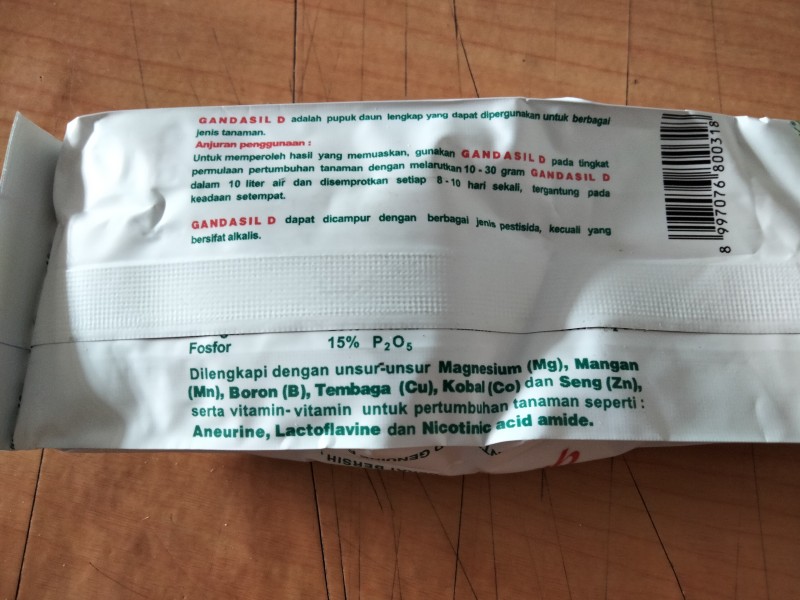 GANDASIL D adalah pupuk daun lengkap yang dapat dipergunakan untuk berbagai
jenis tanaman.
Anjuran penggunaan :
Untuk memperoleh hasil yang memuaskan, gunakan GANDASIL D pada tingkat
permulaan pertumbuhan tanaman dengan melarutkan 10 - 30 gram GANDASIL D
dalam 10 liter air dan disemprotkan setiap 8 - 10 hari sekali, tergantung pada
keadaan setempat.
GANDASIL D dapat dicampur dengan berbagai jenis pestisida, kecuali yang
bersifat alkalis.
8 997076 800318
Fosfor 15% P₂O₅
Dilengkapi dengan unsur-unsur Magnesium (Mg), Mangan
(Mn), Boron (B), Tembaga (Cu), Kobal (Co) dan Seng (Zn),
serta vitamin-vitamin untuk pertumbuhan tanaman seperti :
Aneurine, Lactoflavine dan Nicotinic acid amide.
BERSIH